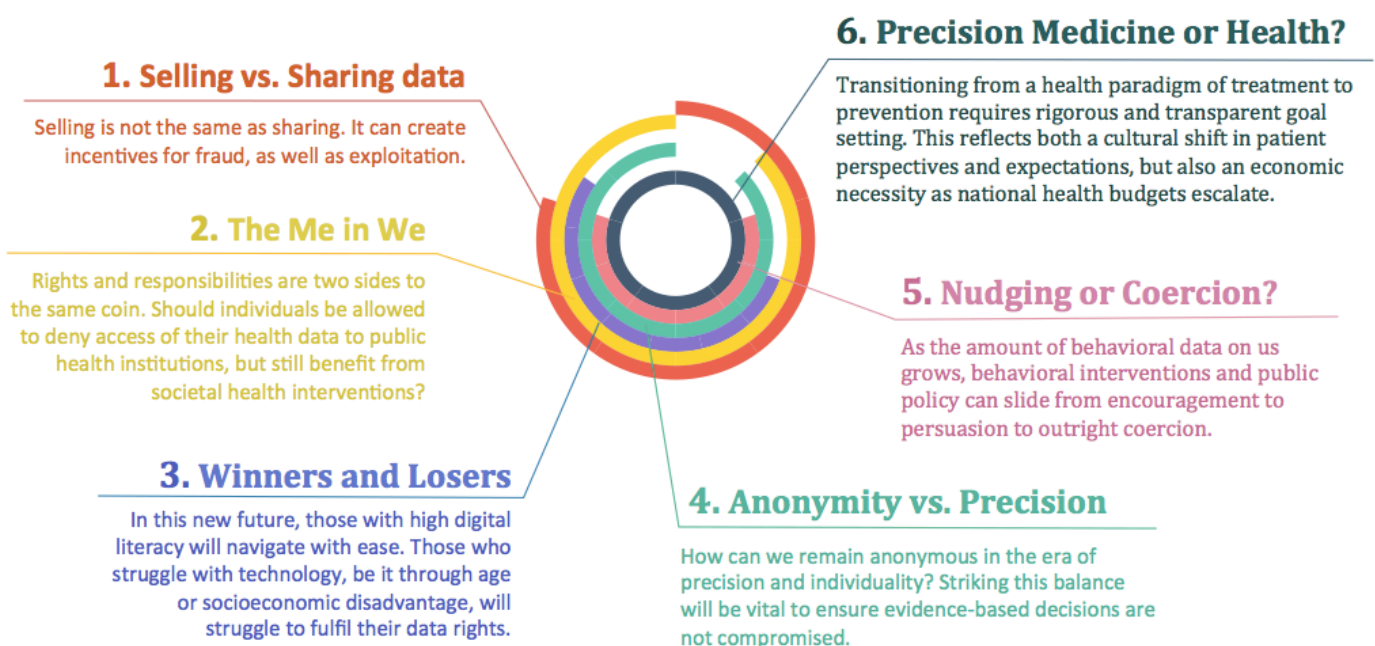 1. Selling vs. Sharing data
Selling is not the same as sharing. It can create
incentives for fraud, as well as exploitation.
2. The Me in We
Rights and responsibilities are two sides to
the same coin. Should individuals be allowed
to deny access of their health data to public
health institutions, but still benefit from
societal health interventions?
3. Winners and Losers
In this new future, those with high digital
literacy will navigate with ease. Those who
struggle with technology, be it through age
or socioeconomic disadvantage, will
struggle to fulfil their data rights.
4. Anonymity vs. Precision
How can we remain anonymous in the era of
precision and individuality? Striking this balance
will be vital to ensure evidence-based decisions are
not compromised.
5. Nudging or Coercion?
As the amount of behavioral data on us
grows, behavioral interventions and public
policy can slide from encouragement to
persuasion to outright coercion.
6. Precision Medicine or Health?
Transitioning from a health paradigm of treatment to
prevention requires rigorous and transparent goal
setting. This reflects both a cultural shift in patient
perspectives and expectations, but also an economic
necessity as national health budgets escalate.